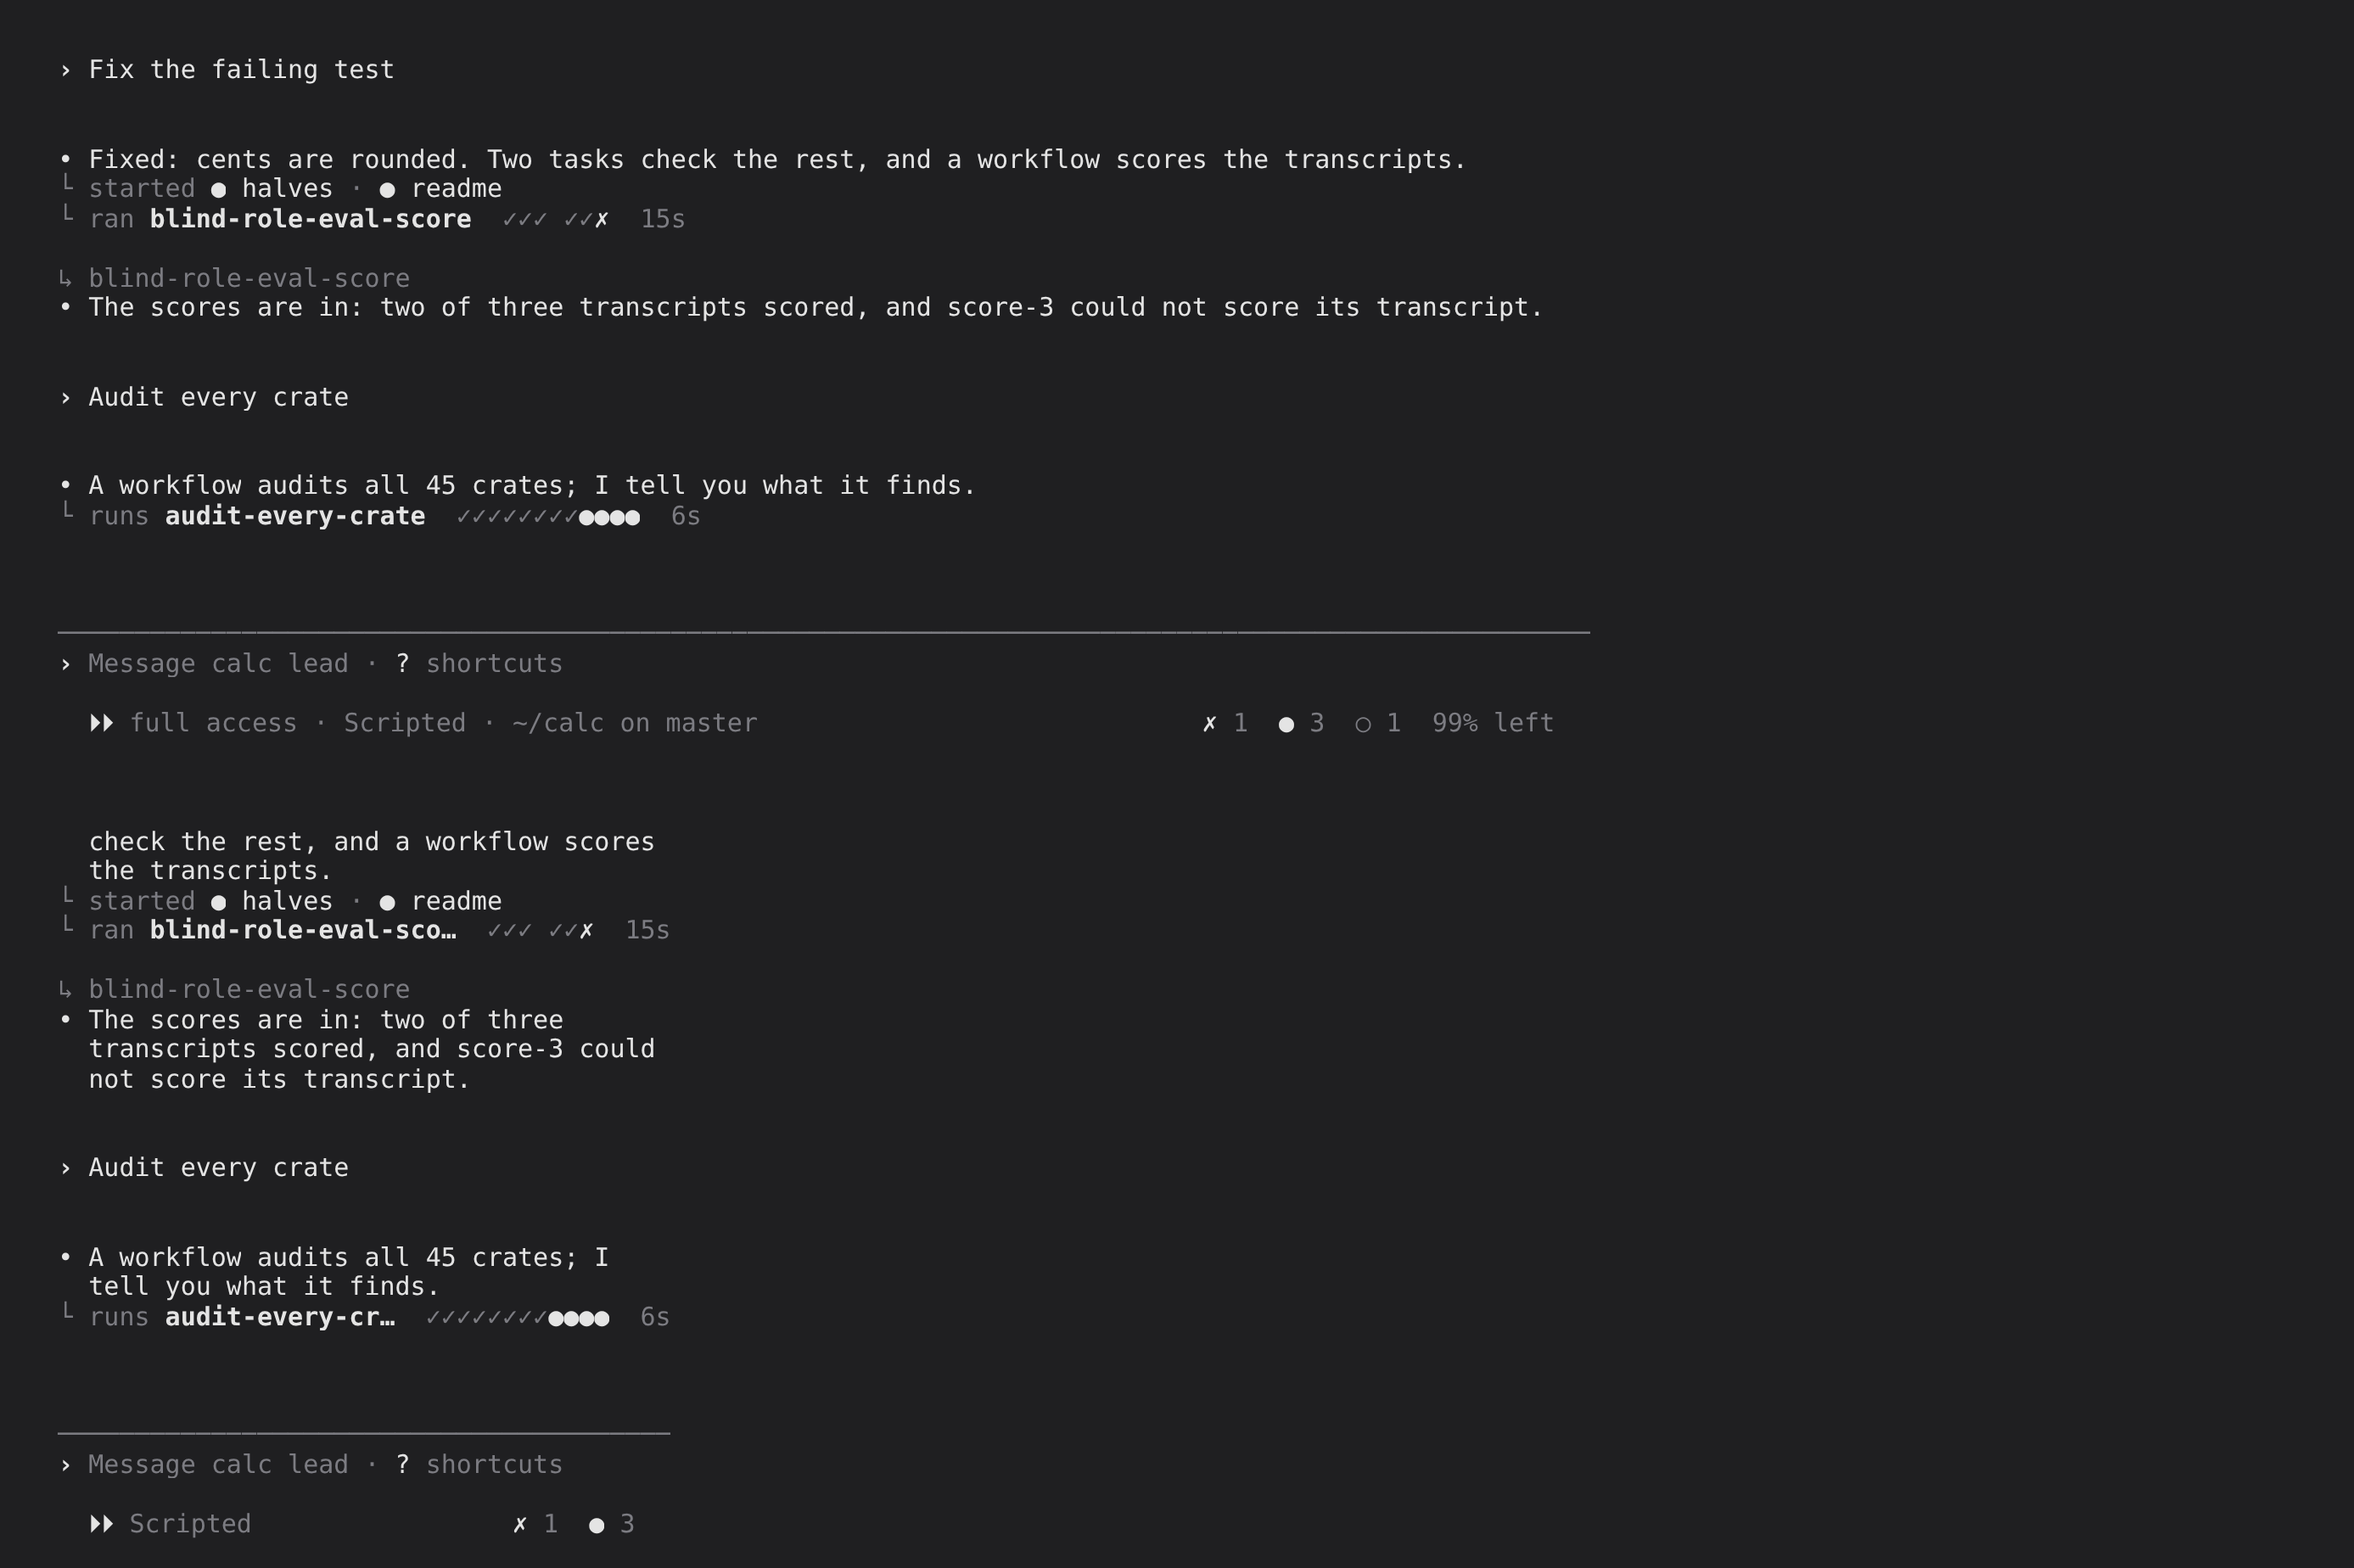 › Fix the failing test
• Fixed: cents are rounded. Two tasks check the rest, and a workflow scores the transcripts.
└ started ● halves · ● readme
└ ran blind-role-eval-score  ✓✓✓ ✓✓✗  15s
↳ blind-role-eval-score
• The scores are in: two of three transcripts scored, and score-3 could not score its transcript.
› Audit every crate
• A workflow audits all 45 crates; I tell you what it finds.
└ runs audit-every-crate  ✓✓✓✓✓✓✓✓●●●●  6s
› Message calc lead · ? shortcuts
⏵⏵ full access · Scripted · ~/calc on master  ✗ 1  ● 3  ○ 1  99% left
check the rest, and a workflow scores
the transcripts.
└ started ● halves · ● readme
└ ran blind-role-eval-sco…  ✓✓✓ ✓✓✗  15s
↳ blind-role-eval-score
• The scores are in: two of three
transcripts scored, and score-3 could
not score its transcript.
› Audit every crate
• A workflow audits all 45 crates; I
tell you what it finds.
└ runs audit-every-cr…  ✓✓✓✓✓✓✓✓●●●●  6s
› Message calc lead · ? shortcuts
⏵⏵ Scripted  ✗ 1  ● 3